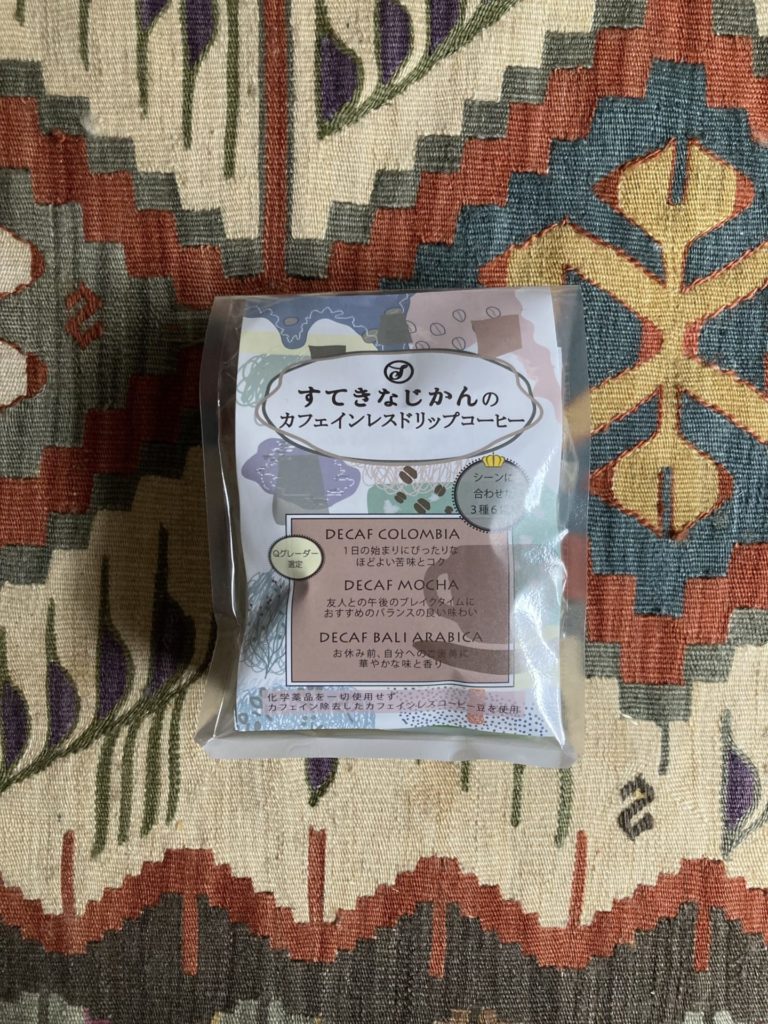 すてきなじかんの
カフェインレスドリップコーヒー
シーンに
合わせた
3種6
Qグレーダー
選定
DECAF COLOMBIA
1日の始まりにぴったりな
ほどよい苦味とコク
DECAF MOCHA
友人との午後のブレイクタイムに
おすすめのバランスの良い味わい
DECAF BALI ARABICA
お休み前、自分へのご褒美に
華やかな味と香り
化学薬品を一切使用せず
カフェイン除去したカフェインレスコーヒー豆を使用